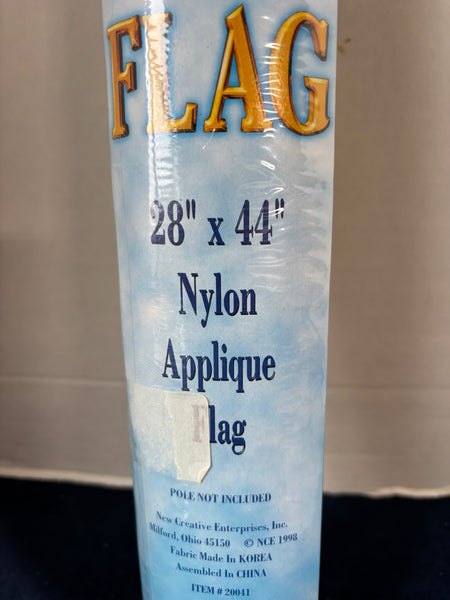 FLAG
28" x 44"
Nylon
Applique
Flag
POLE NOT INCLUDED
New Creative Enterprises, Inc.
Milford, Ohio 45150 © NCE 1998
Fabric Made In KOREA
Assembled In CHINA
ITEM # 20041